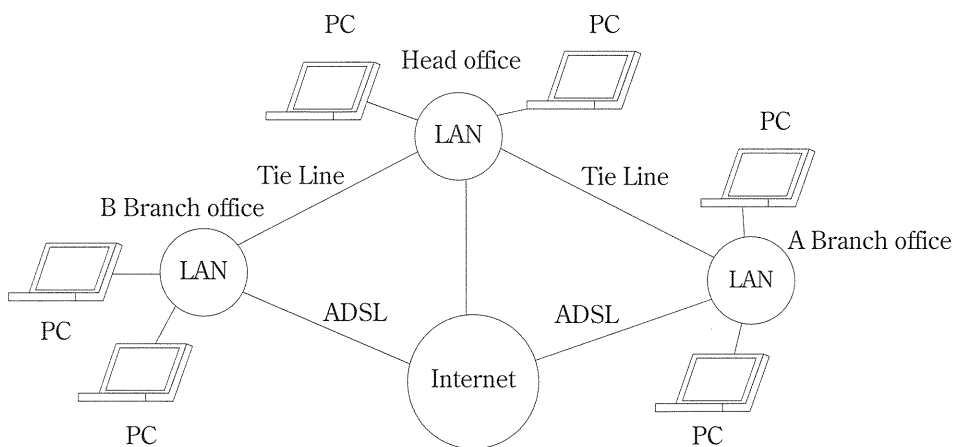 PC
PC
Head office
LAN
PC
Tie Line
Tie Line
B Branch office
A Branch office
LAN
LAN
ADSL
ADSL
PC
Internet
PC
PC